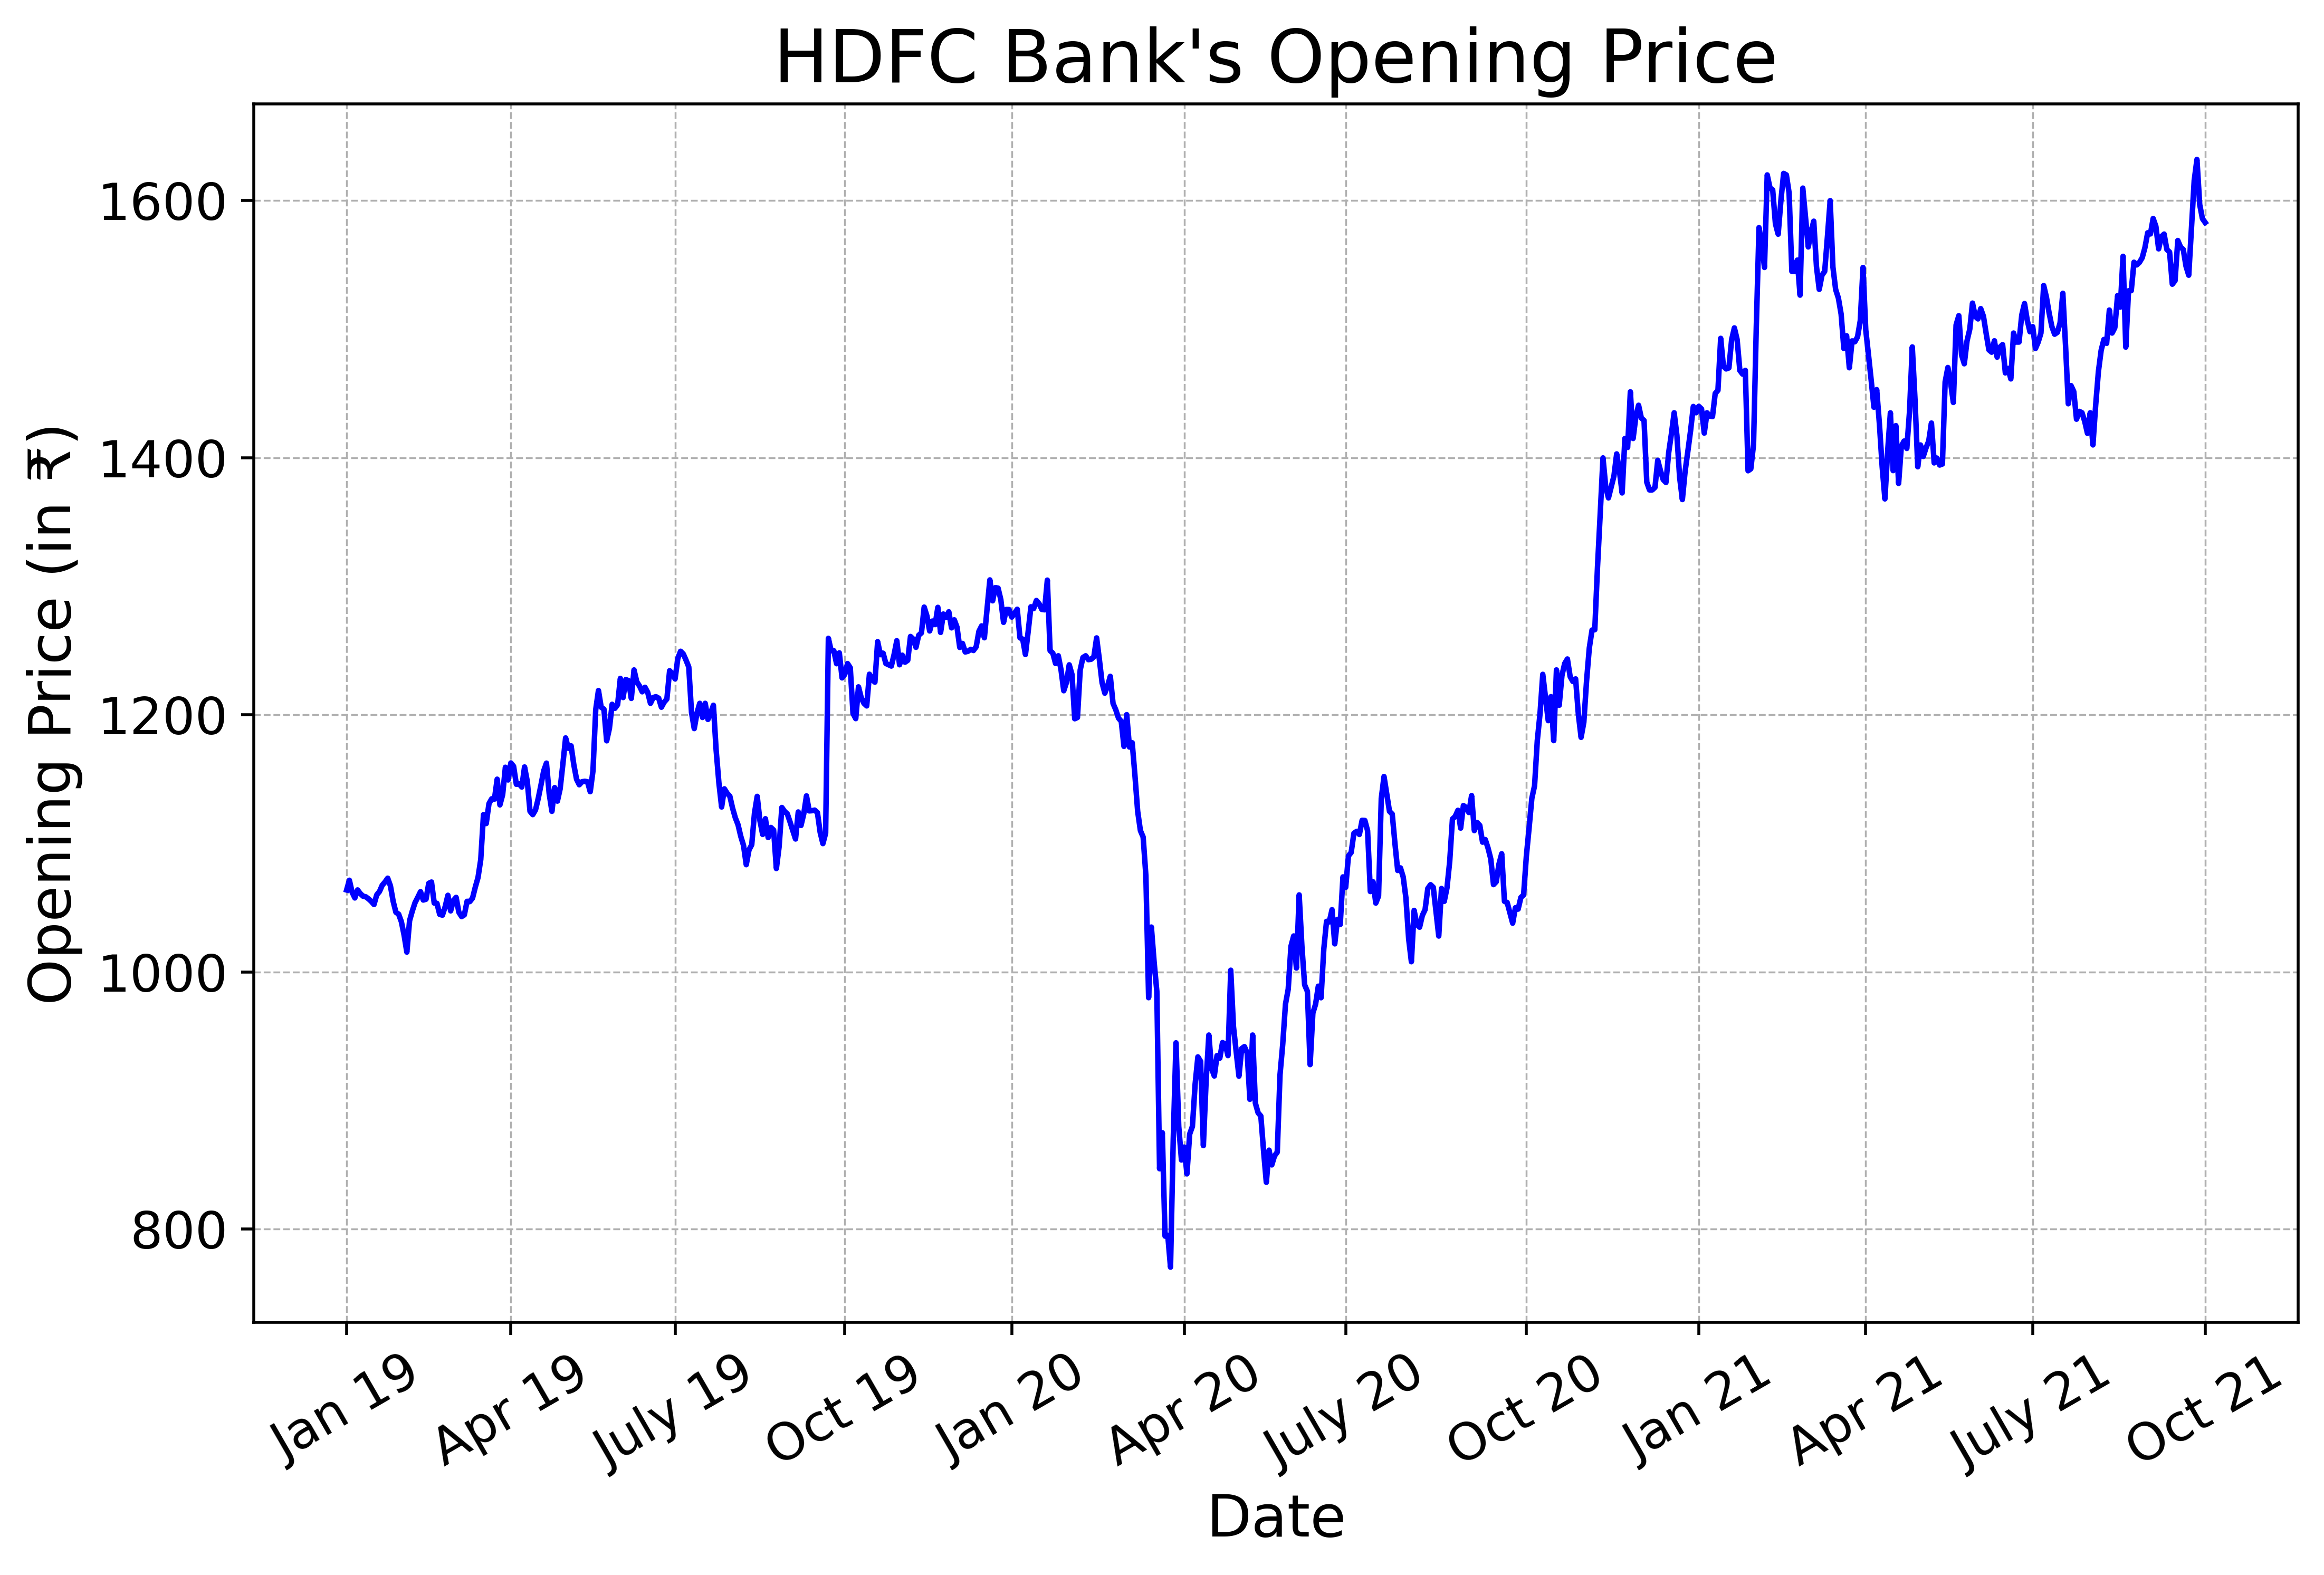 HDFC Bank's Opening Price
Opening Price (in ₹)
1600
1400
1200
1000
800
Jan 19
Apr 19
July 19
Oct 19
Jan 20
Apr 20
July 20
Oct 20
Jan 21
Apr 21
July 21
Oct 21
Date